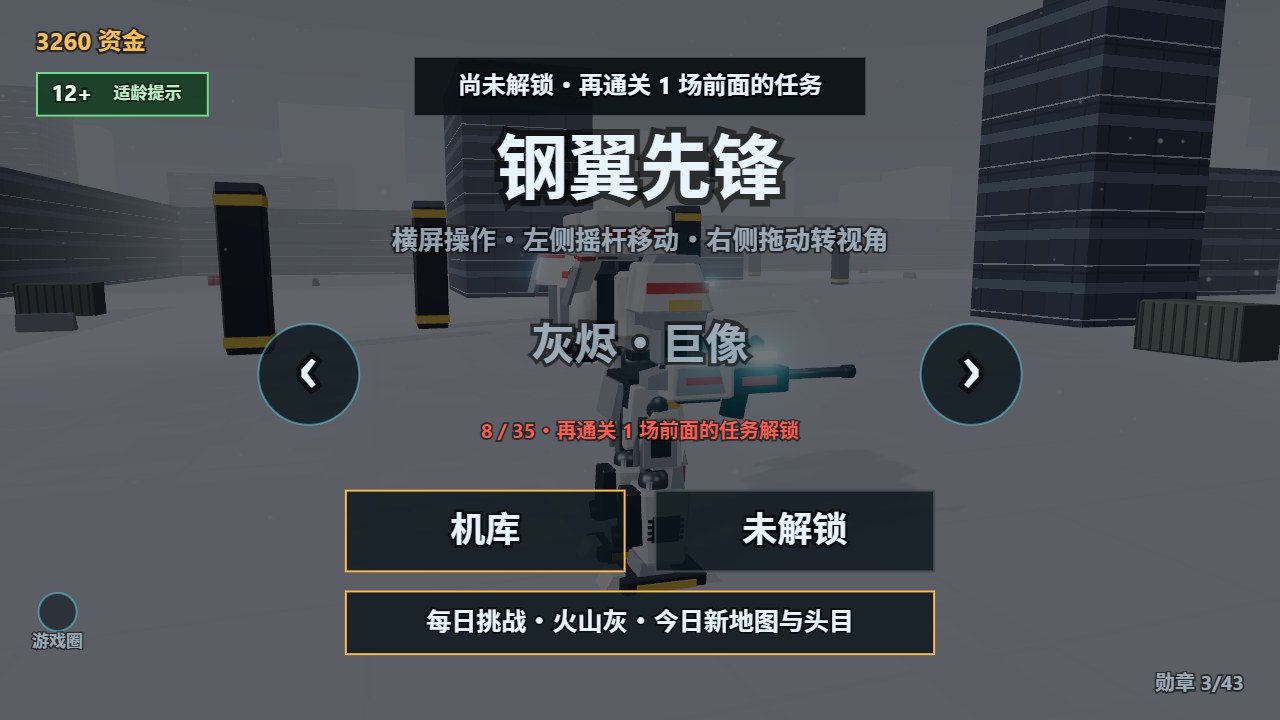 3260 资金
12+ 适龄提示
尚未解锁・再通关 1 场前面的任务
钢翼先锋
横屏操作・左侧摇杆移动・右侧拖动转视角
灰烬・巨像
‹
›
8 / 35・再通关 1 场前面的任务解锁
机库
未解锁
每日挑战・火山灰・今日新地图与头目
游戏圈
勋章 3/43